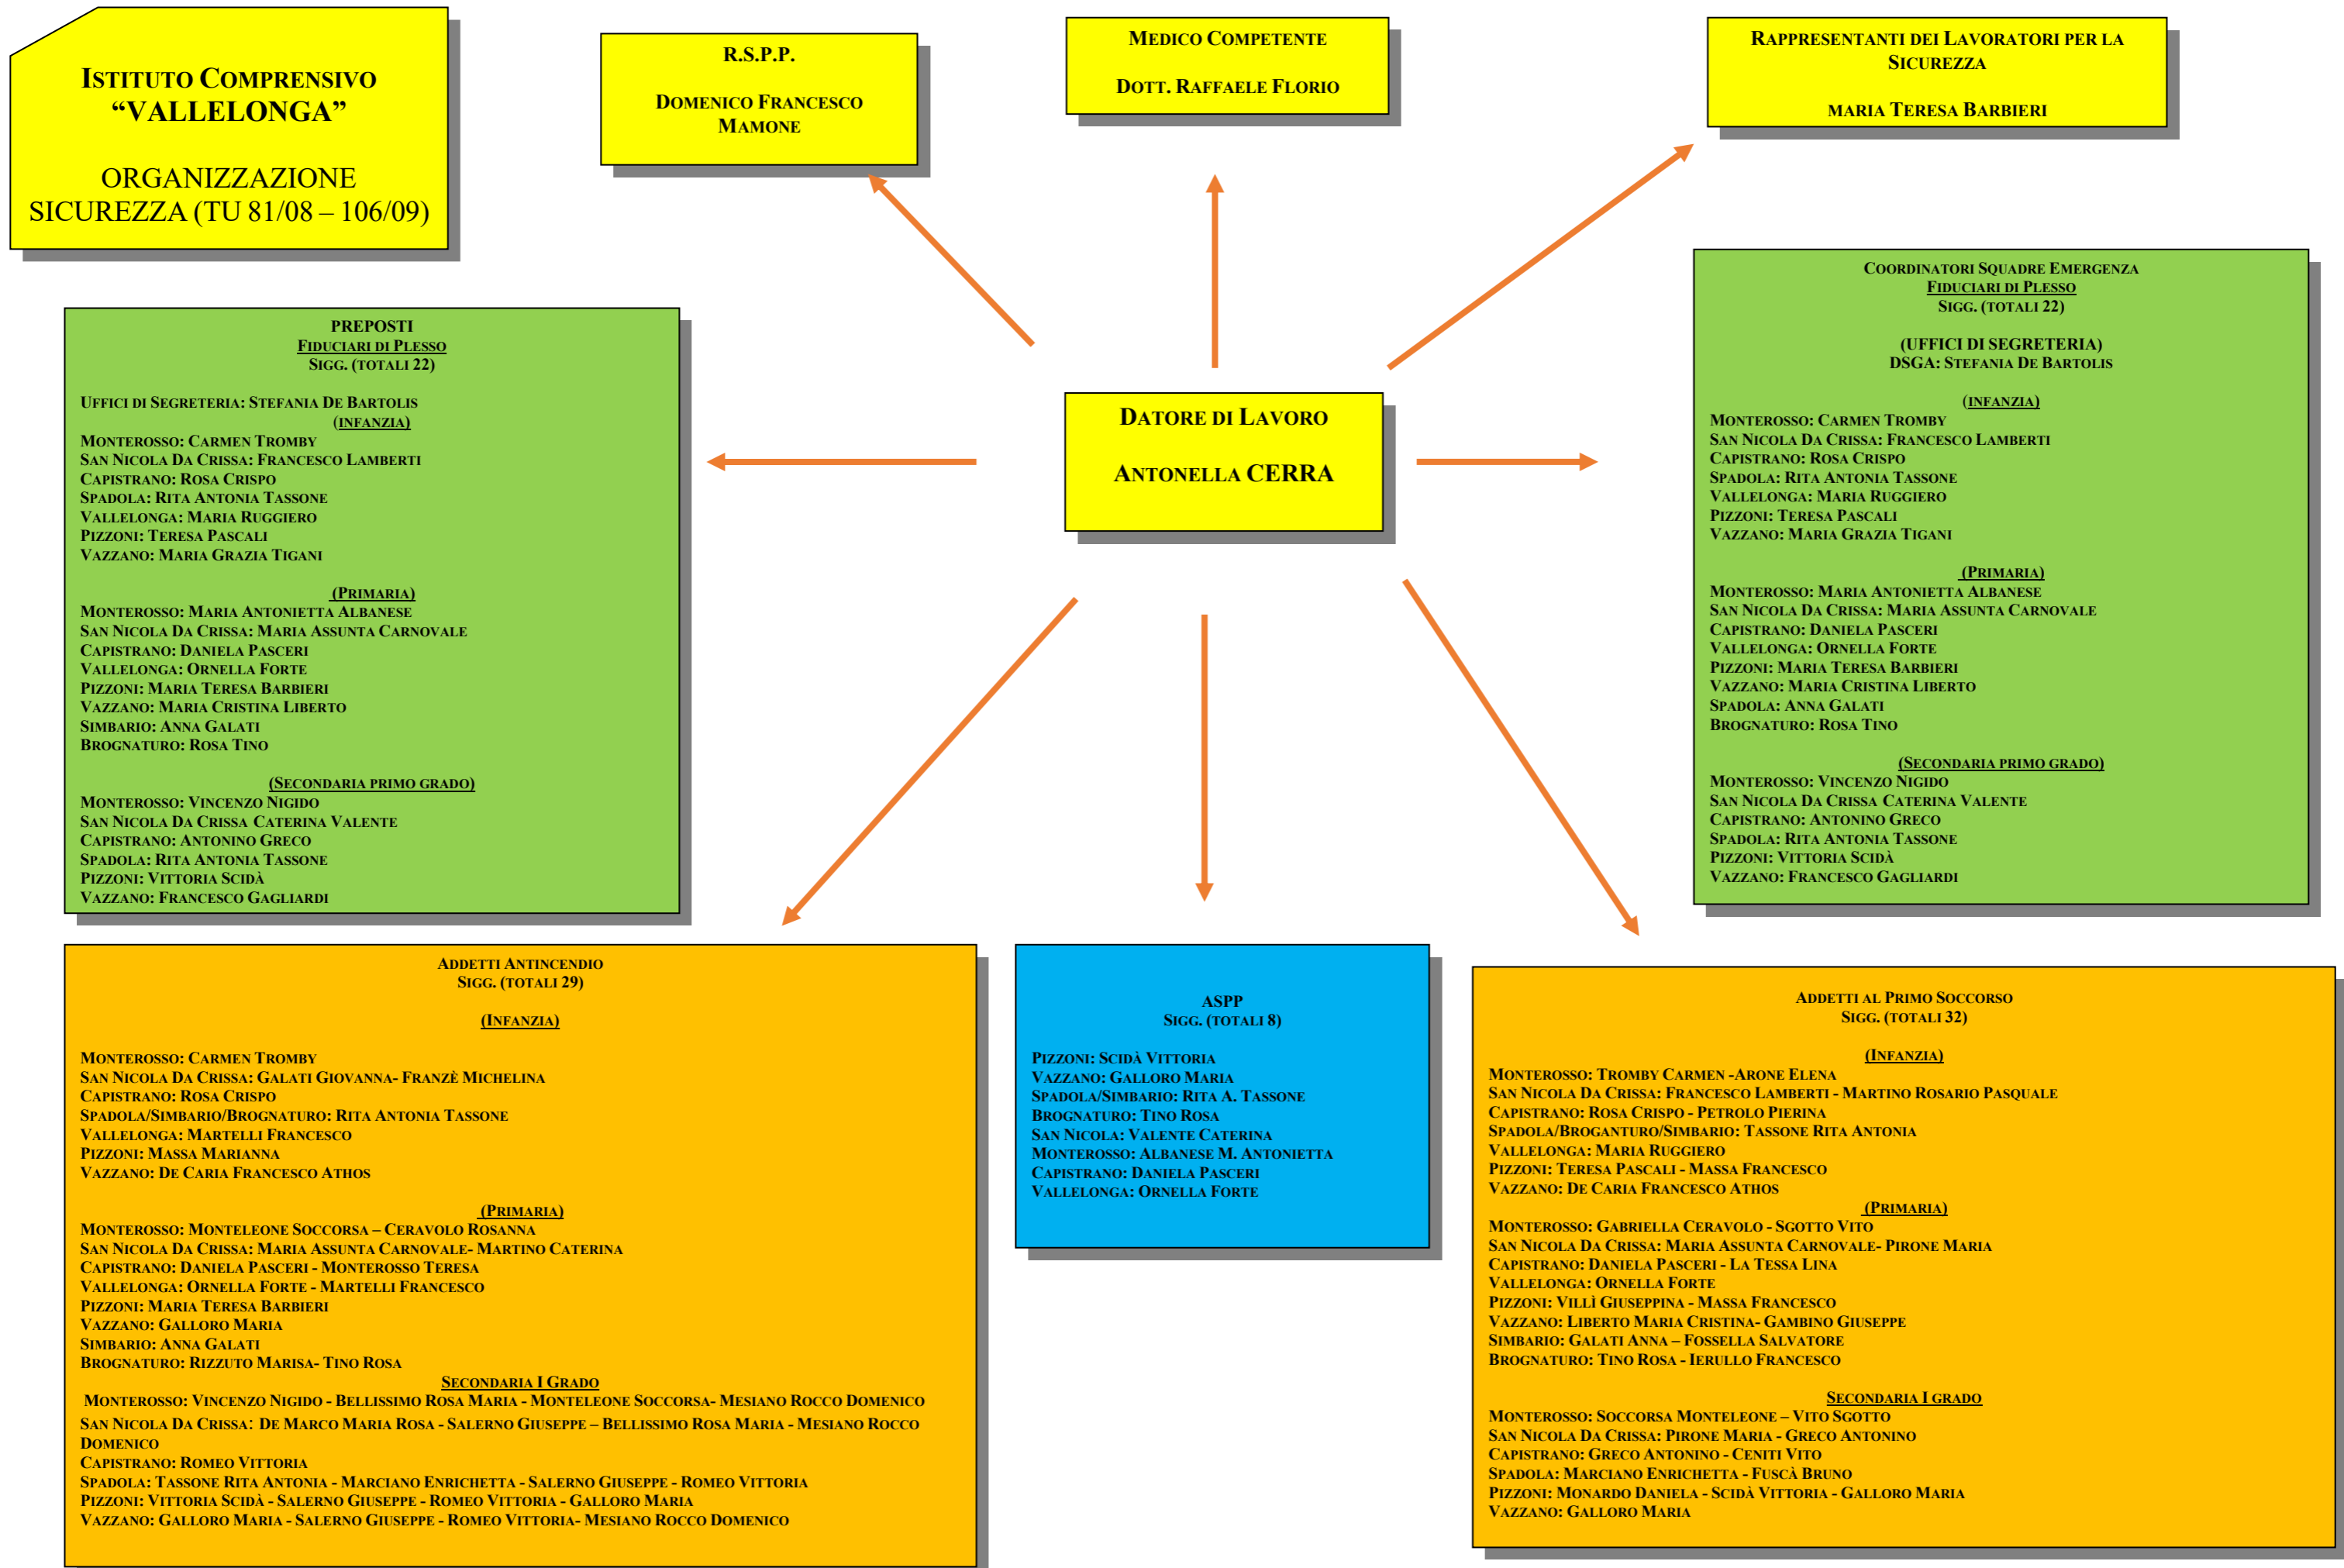 ISTITUTO COMPRENSIVO
“VALLELONGA”
ORGANIZZAZIONE
SICUREZZA (TU 81/08 – 106/09)
R.S.P.P.
DOMENICO FRANCESCO
MAMONE
MEDICO COMPETENTE
DOTT. RAFFAELE FLORIO
RAPPRESENTANTI DEI LAVORATORI PER LA
SICUREZZA
MARIA TERESA BARBIERI
DATORE DI LAVORO
ANTONELLA CERRA
PREPOSTI
FIDUCIARI DI PLESSO
SIGG. (TOTALI 22)
UFFICI DI SEGRETERIA: STEFANIA DE BARTOLIS
(INFANZIA)
MONTEROSSO: CARMEN TROMBY
SAN NICOLA DA CRISSA: FRANCESCO LAMBERTI
CAPISTRANO: ROSA CRISPO
SPADOLA: RITA ANTONIA TASSONE
VALLELONGA: MARIA RUGGIERO
PIZZONI: TERESA PASCALI
VAZZANO: MARIA GRAZIA TIGANI
(PRIMARIA)
MONTEROSSO: MARIA ANTONIETTA ALBANESE
SAN NICOLA DA CRISSA: MARIA ASSUNTA CARNOVALE
CAPISTRANO: DANIELA PASCERI
VALLELONGA: ORNELLA FORTE
PIZZONI: MARIA TERESA BARBIERI
VAZZANO: MARIA CRISTINA LIBERTO
SIMBARIO: ANNA GALATI
BROGNATURO: ROSA TINO
(SECONDARIA PRIMO GRADO)
MONTEROSSO: VINCENZO NIGIDO
SAN NICOLA DA CRISSA CATERINA VALENTE
CAPISTRANO: ANTONINO GRECO
SPADOLA: RITA ANTONIA TASSONE
PIZZONI: VITTORIA SCIDÀ
VAZZANO: FRANCESCO GAGLIARDI
COORDINATORI SQUADRE EMERGENZA
FIDUCIARI DI PLESSO
SIGG. (TOTALI 22)
(UFFICI DI SEGRETERIA)
DSGA: STEFANIA DE BARTOLIS
(INFANZIA)
MONTEROSSO: CARMEN TROMBY
SAN NICOLA DA CRISSA: FRANCESCO LAMBERTI
CAPISTRANO: ROSA CRISPO
SPADOLA: RITA ANTONIA TASSONE
VALLELONGA: MARIA RUGGIERO
PIZZONI: TERESA PASCALI
VAZZANO: MARIA GRAZIA TIGANI
(PRIMARIA)
MONTEROSSO: MARIA ANTONIETTA ALBANESE
SAN NICOLA DA CRISSA: MARIA ASSUNTA CARNOVALE
CAPISTRANO: DANIELA PASCERI
VALLELONGA: ORNELLA FORTE
PIZZONI: MARIA TERESA BARBIERI
VAZZANO: MARIA CRISTINA LIBERTO
SPADOLA: ANNA GALATI
BROGNATURO: ROSA TINO
(SECONDARIA PRIMO GRADO)
MONTEROSSO: VINCENZO NIGIDO
SAN NICOLA DA CRISSA CATERINA VALENTE
CAPISTRANO: ANTONINO GRECO
SPADOLA: RITA ANTONIA TASSONE
PIZZONI: VITTORIA SCIDÀ
VAZZANO: FRANCESCO GAGLIARDI
ADDETTI ANTINCENDIO
SIGG. (TOTALI 29)
(INFANZIA)
MONTEROSSO: CARMEN TROMBY
SAN NICOLA DA CRISSA: GALATI GIOVANNA- FRANZÈ MICHELINA
CAPISTRANO: ROSA CRISPO
SPADOLA/SIMBARIO/BROGNATURO: RITA ANTONIA TASSONE
VALLELONGA: MARTELLI FRANCESCO
PIZZONI: MASSA MARIANNA
VAZZANO: DE CARIA FRANCESCO ATHOS
(PRIMARIA)
MONTEROSSO: MONTELEONE SOCCORSA – CERAVOLO ROSANNA
SAN NICOLA DA CRISSA: MARIA ASSUNTA CARNOVALE- MARTINO CATERINA
CAPISTRANO: DANIELA PASCERI - MONTEROSSO TERESA
VALLELONGA: ORNELLA FORTE - MARTELLI FRANCESCO
PIZZONI: MARIA TERESA BARBIERI
VAZZANO: GALLORO MARIA
SIMBARIO: ANNA GALATI
BROGNATURO: RIZZUTO MARISA- TINO ROSA
SECONDARIA I GRADO
MONTEROSSO: VINCENZO NIGIDO - BELLISSIMO ROSA MARIA - MONTELEONE SOCCORSA- MESIANO ROCCO DOMENICO
SAN NICOLA DA CRISSA: DE MARCO MARIA ROSA - SALERNO GIUSEPPE – BELLISSIMO ROSA MARIA - MESIANO ROCCO
DOMENICO
CAPISTRANO: ROMEO VITTORIA
SPADOLA: TASSONE RITA ANTONIA - MARCIANO ENRICHETTA - SALERNO GIUSEPPE - ROMEO VITTORIA
PIZZONI: VITTORIA SCIDÀ - SALERNO GIUSEPPE - ROMEO VITTORIA - GALLORO MARIA
VAZZANO: GALLORO MARIA - SALERNO GIUSEPPE - ROMEO VITTORIA- MESIANO ROCCO DOMENICO
ASPP
SIGG. (TOTALI 8)
PIZZONI: SCIDÀ VITTORIA
VAZZANO: GALLORO MARIA
SPADOLA/SIMBARIO: RITA A. TASSONE
BROGNATURO: TINO ROSA
SAN NICOLA: VALENTE CATERINA
MONTEROSSO: ALBANESE M. ANTONIETTA
CAPISTRANO: DANIELA PASCERI
VALLELONGA: ORNELLA FORTE
ADDETTI AL PRIMO SOCCORSO
SIGG. (TOTALI 32)
(INFANZIA)
MONTEROSSO: TROMBY CARMEN -ARONE ELENA
SAN NICOLA DA CRISSA: FRANCESCO LAMBERTI - MARTINO ROSARIO PASQUALE
CAPISTRANO: ROSA CRISPO - PETROLO PIERINA
SPADOLA/BROGANTURO/SIMBARIO: TASSONE RITA ANTONIA
VALLELONGA: MARIA RUGGIERO
PIZZONI: TERESA PASCALI - MASSA FRANCESCO
VAZZANO: DE CARIA FRANCESCO ATHOS
(PRIMARIA)
MONTEROSSO: GABRIELLA CERAVOLO - SGOTTO VITO
SAN NICOLA DA CRISSA: MARIA ASSUNTA CARNOVALE- PIRONE MARIA
CAPISTRANO: DANIELA PASCERI - LA TESSA LINA
VALLELONGA: ORNELLA FORTE
PIZZONI: VILLÌ GIUSEPPINA - MASSA FRANCESCO
VAZZANO: LIBERTO MARIA CRISTINA- GAMBINO GIUSEPPE
SIMBARIO: GALATI ANNA – FOSSELLA SALVATORE
BROGNATURO: TINO ROSA - IERULLO FRANCESCO
SECONDARIA I GRADO
MONTEROSSO: SOCCORSA MONTELEONE – VITO SGOTTO
SAN NICOLA DA CRISSA: PIRONE MARIA - GRECO ANTONINO
CAPISTRANO: GRECO ANTONINO - CENITI VITO
SPADOLA: MARCIANO ENRICHETTA - FUSCÀ BRUNO
PIZZONI: MONARDO DANIELA - SCIDÀ VITTORIA - GALLORO MARIA
VAZZANO: GALLORO MARIA